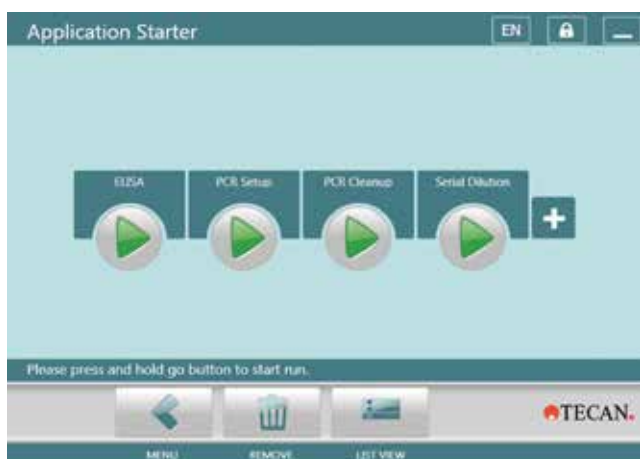 Application Starter EN
ELISA PCR Setup PCR Cleanup Serial Dilution
Please press and hold go button to start run.
TECAN.
MENU REMOVE LIST VIEW